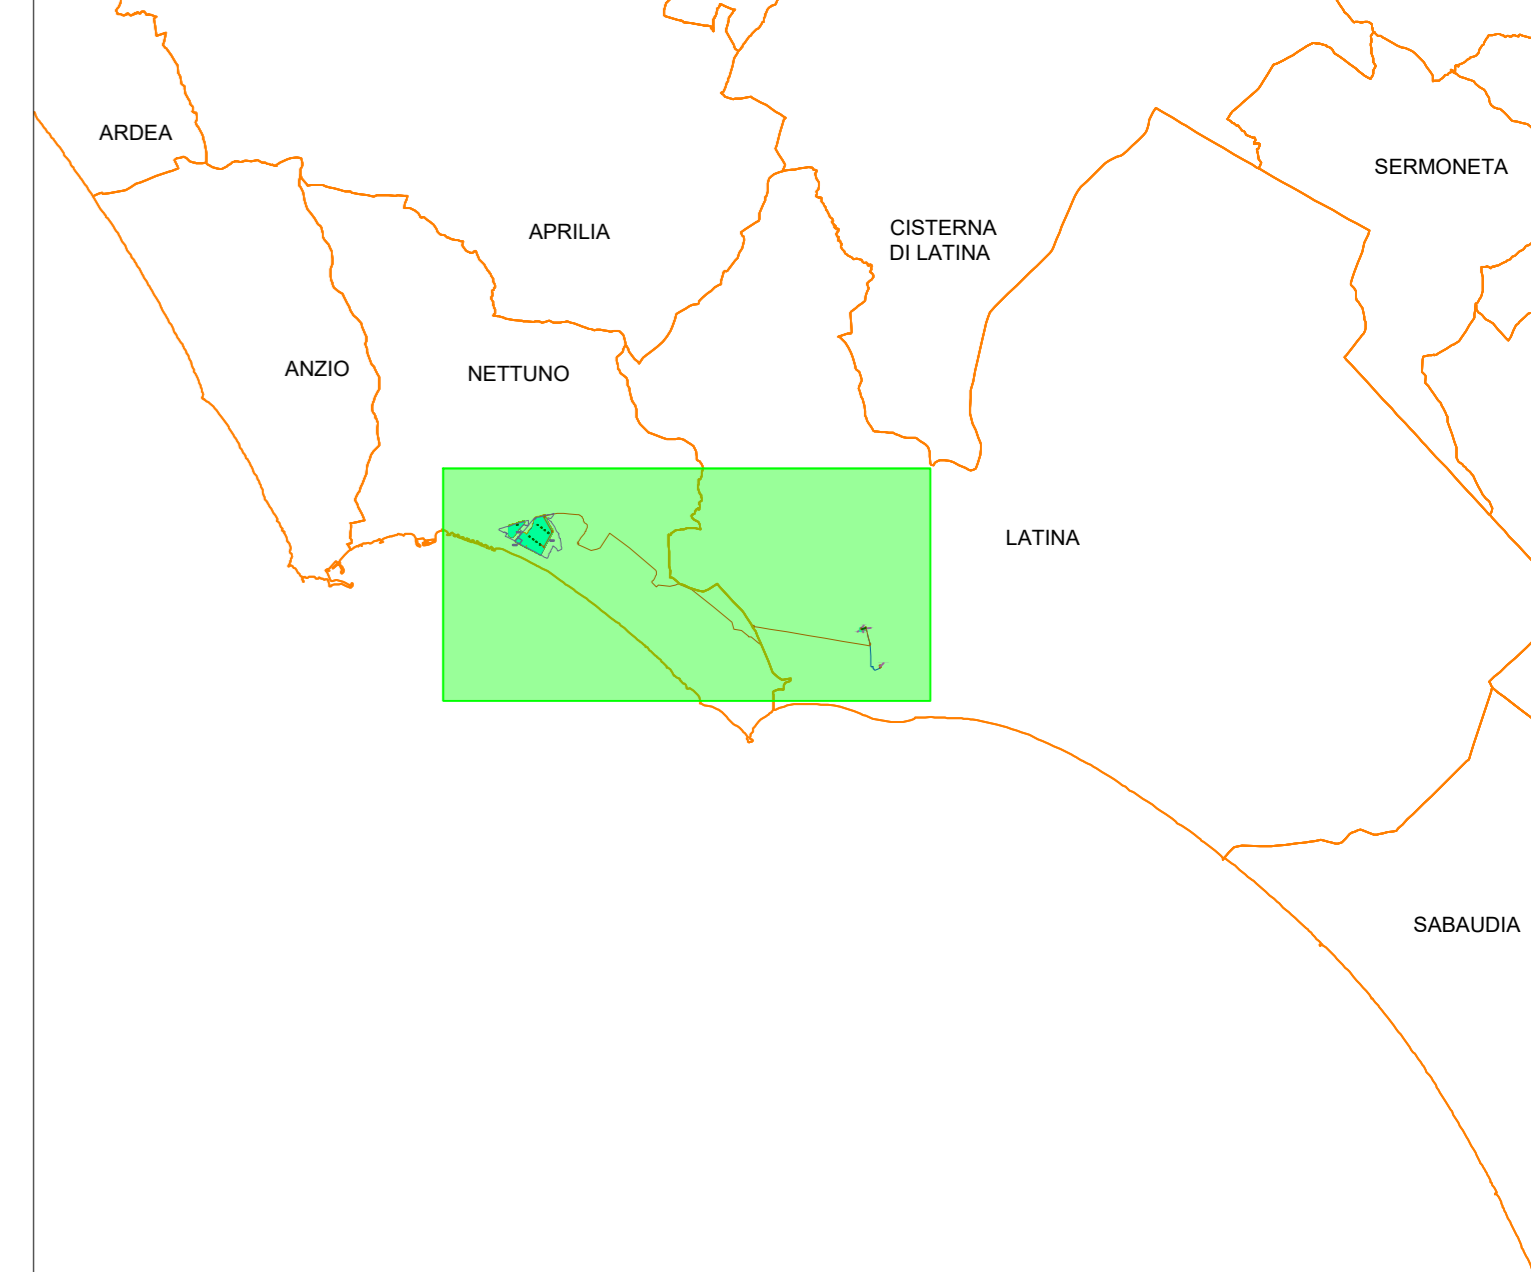 ARDEA
SERMONETA
APRILIA
CISTERNA
DI LATINA
ANZIO
NETTUNO
LATINA
SABAUDIA